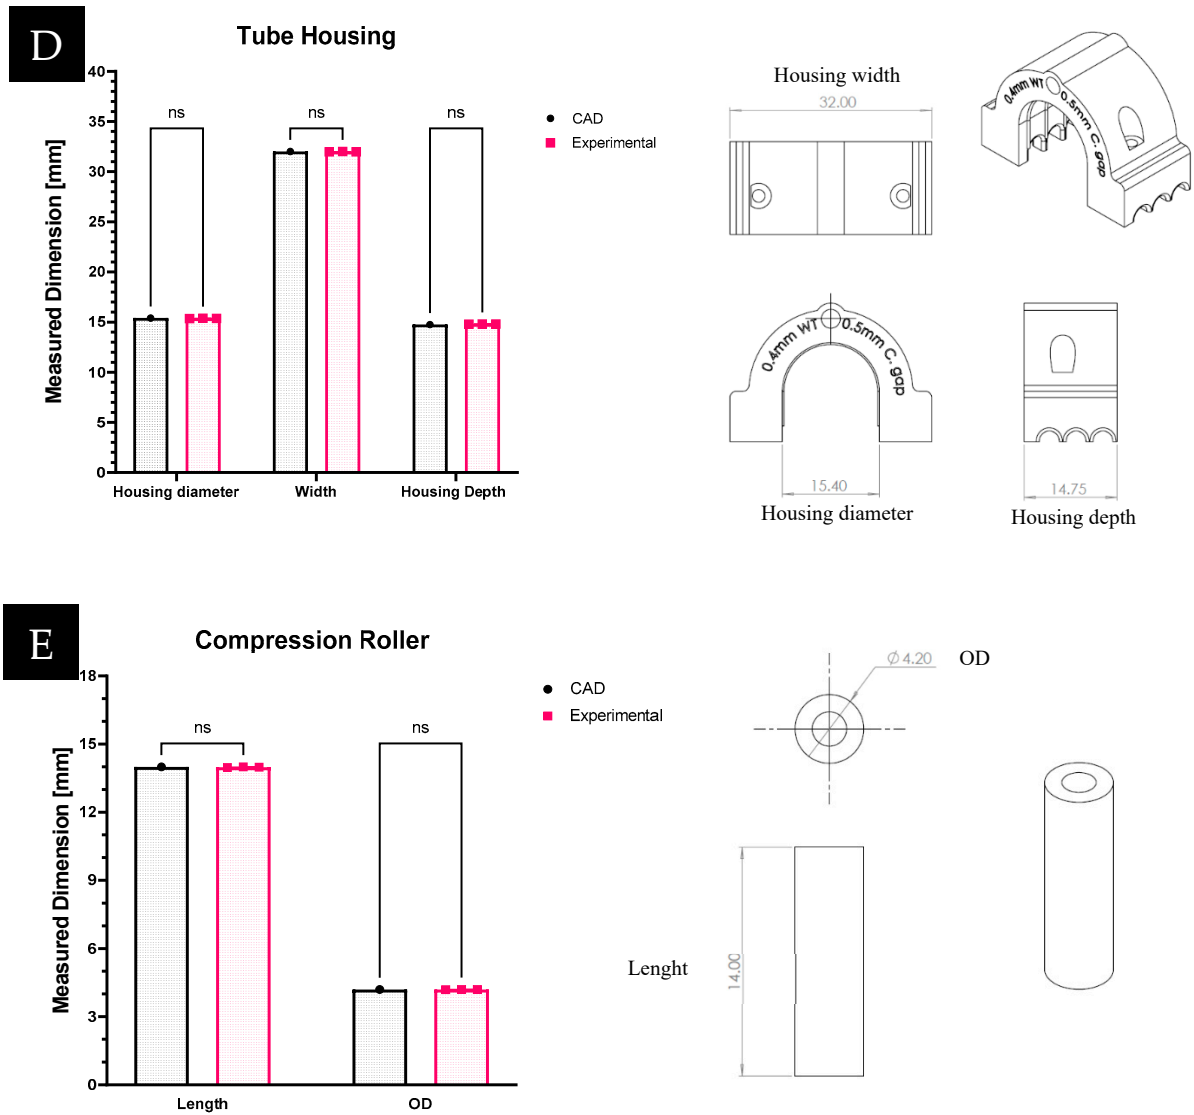 D
Tube Housing
Measured Dimension [mm]
40
35
30
25
20
15
10
5
0
ns
ns
ns
CAD
Experimental
Housing diameter
Width
Housing Depth
Housing width
32.00
0.4mm WT
0.5mm C. gap
0.4mm WT
0.5mm C. gap
15.40
Housing diameter
14.75
Housing depth
E
Compression Roller
Measured Dimension [mm]
18
15
12
9
6
3
0
ns
ns
CAD
Experimental
Length
OD
Ø4.20
OD
Lenght
14.00